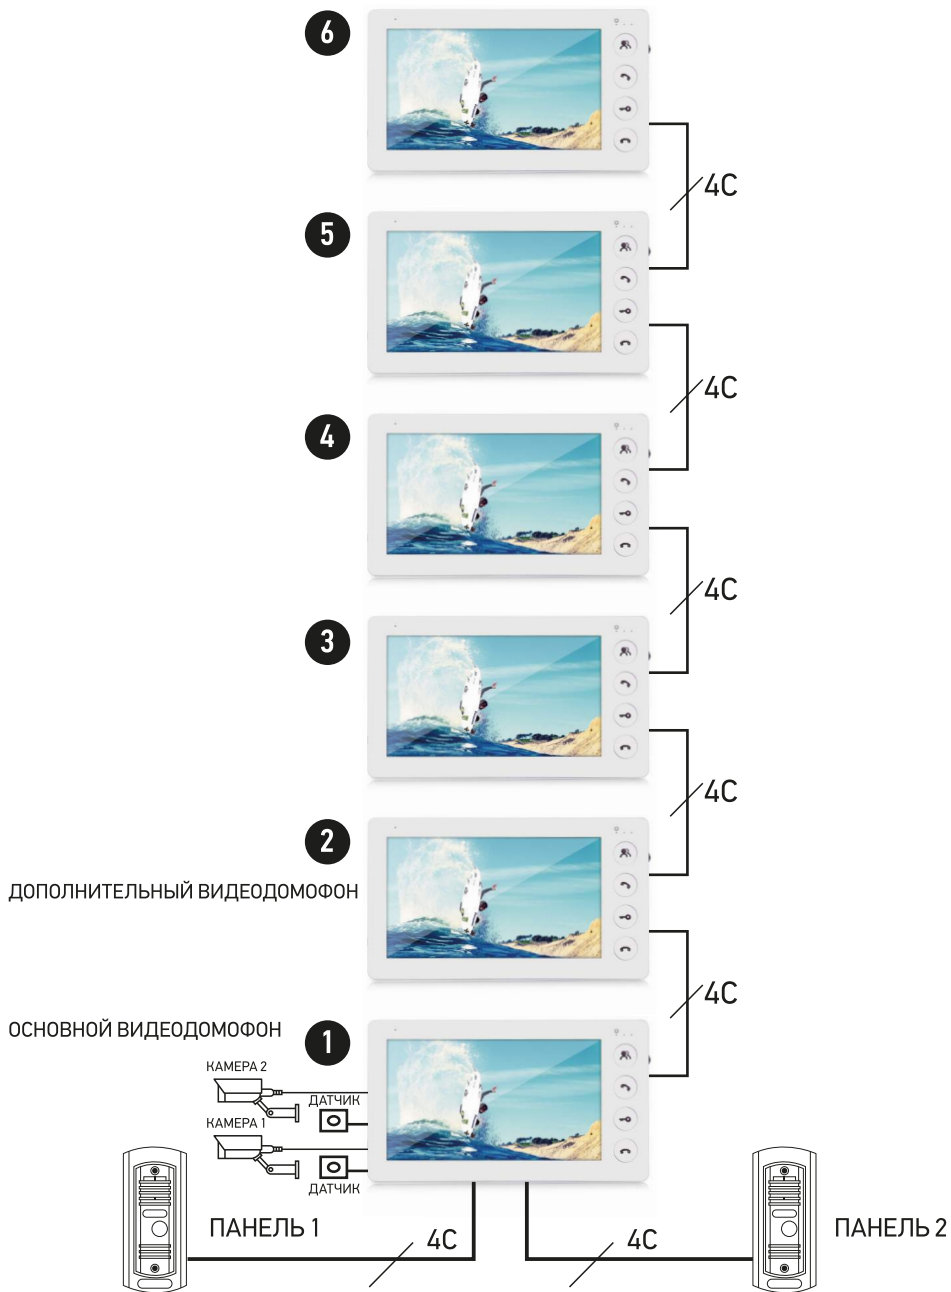 6
4C
5
4C
4
4C
3
4C
2
ДОПОЛНИТЕЛЬНЫЙ ВИДЕОДОМОФОН
4C
ОСНОВНОЙ ВИДЕОДОМОФОН
1
КАМЕРА 2
ДАТЧИК
КАМЕРА 1
ДАТЧИК
ПАНЕЛЬ 1
4C
4C
ПАНЕЛЬ 2